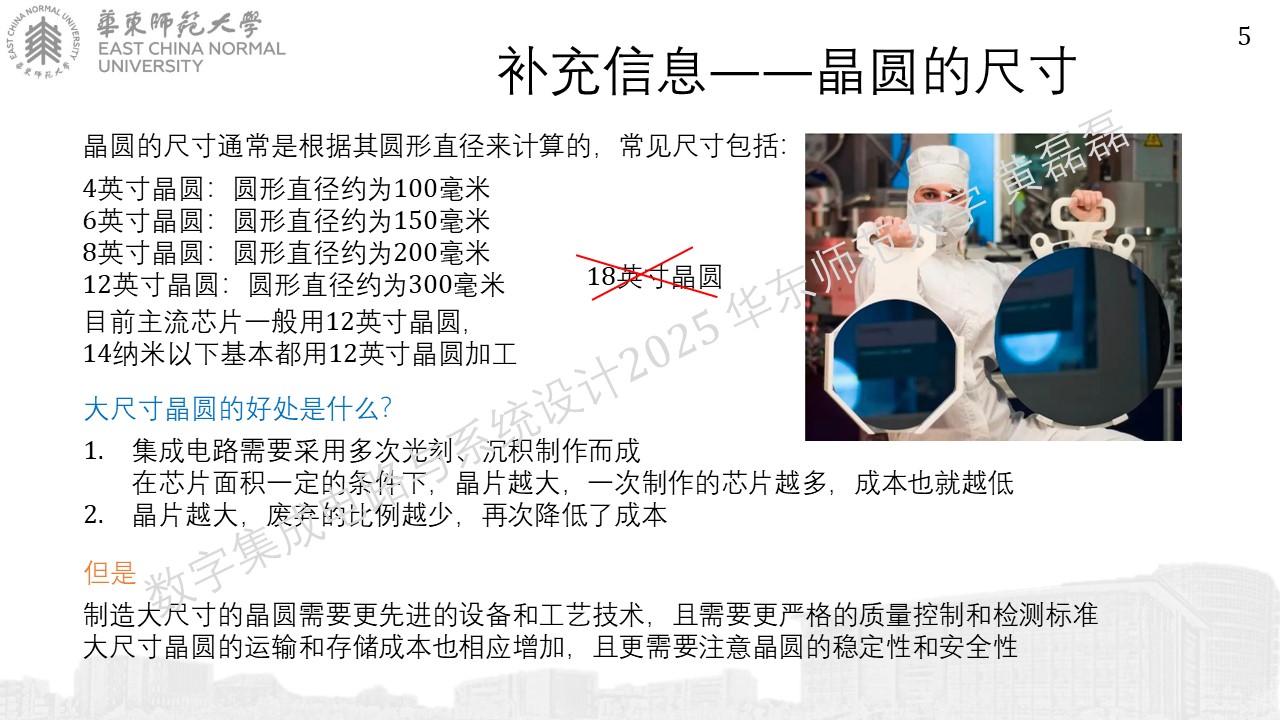 華東師范大學
EAST CHINA NORMAL
UNIVERSITY
EAST CHINA NORMAL UNIVERSITY
華東師范大學
5
补充信息——晶圆的尺寸
晶圆的尺寸通常是根据其圆形直径来计算的，常见尺寸包括：
4英寸晶圆：圆形直径约为100毫米
6英寸晶圆：圆形直径约为150毫米
8英寸晶圆：圆形直径约为200毫米
12英寸晶圆：圆形直径约为300毫米
18英寸晶圆
目前主流芯片一般用12英寸晶圆，
14纳米以下基本都用12英寸晶圆加工
大尺寸晶圆的好处是什么？
1. 集成电路需要采用多次光刻、沉积制作而成
在芯片面积一定的条件下，晶片越大，一次制作的芯片越多，成本也就越低
2. 晶片越大，废弃的比例越少，再次降低了成本
但是
制造大尺寸的晶圆需要更先进的设备和工艺技术，且需要更严格的质量控制和检测标准
大尺寸晶圆的运输和存储成本也相应增加，且更需要注意晶圆的稳定性和安全性
数字集成电路与系统设计2025 华东师范大学 黄磊磊